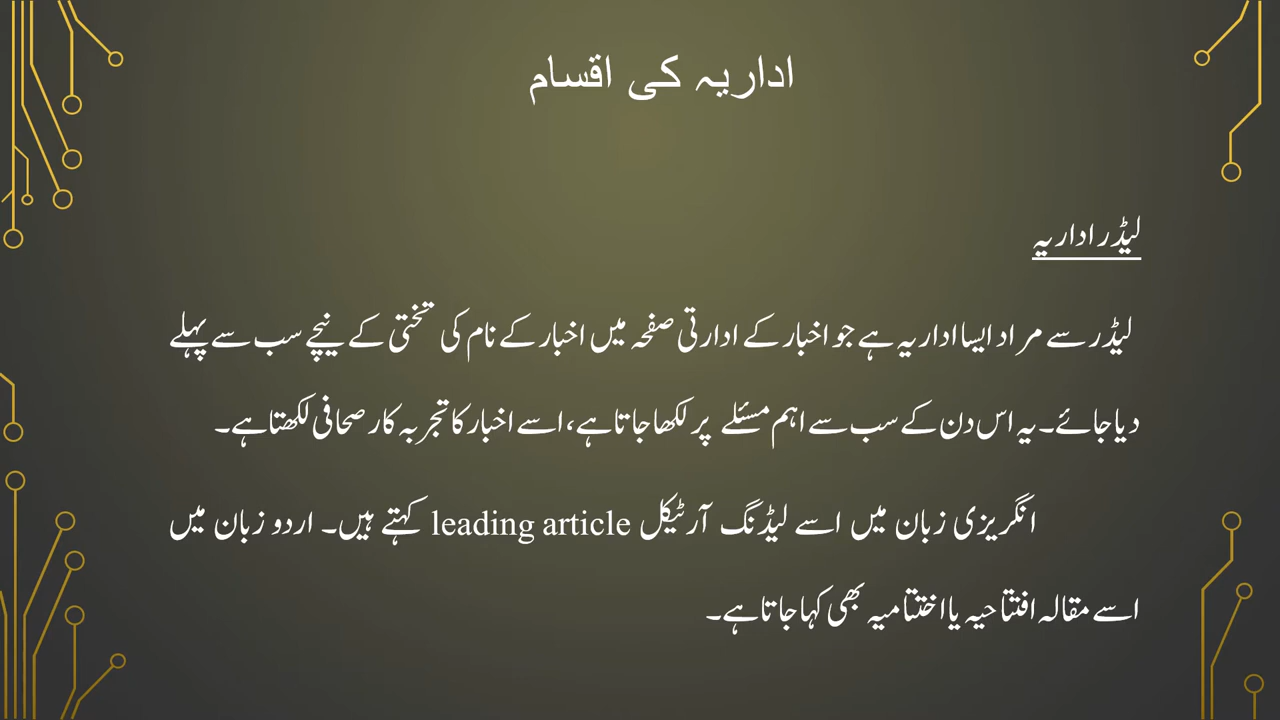 اداریہ کی اقسام
لیڈر اداریہ
لیڈر سے مراد ایسا اداریہ ہے جو اخبار کے ادارتی صفحہ میں اخبار کے نام کی تختی کے نیچے سب سے پہلے
دیا جائے۔ یہ اس دن کے سب سے اہم مسئلے پر لکھا جاتا ہے، اسے اخبار کا تجربہ کار صحافی لکھتا ہے۔
انگریزی زبان میں اسے لیڈنگ آرٹیکل leading article کہتے ہیں۔ اردو زبان میں
اسے مقالہ افتتاحیہ یا اختتامیہ بھی کہا جاتا ہے۔